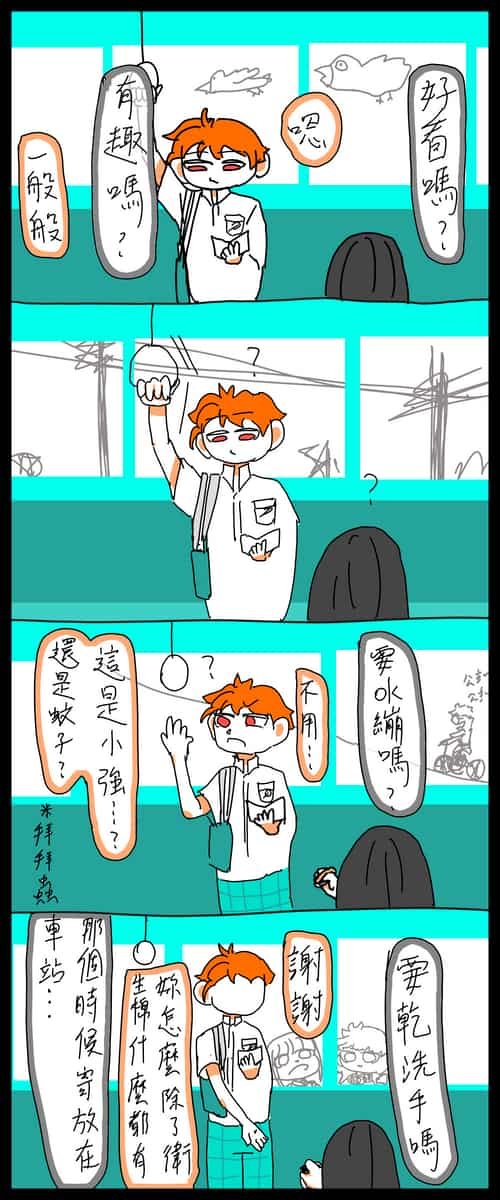 好看嗎？
嗯
有趣嗎？
一般般
?
?
要OK繃嗎？
不用…
?
這是小強…？
還是蚊子？
※拜拜蟲
要乾洗手嗎
謝謝
妳怎麼除了衛
生棉什麼都有
那個時候寄放在
車站…